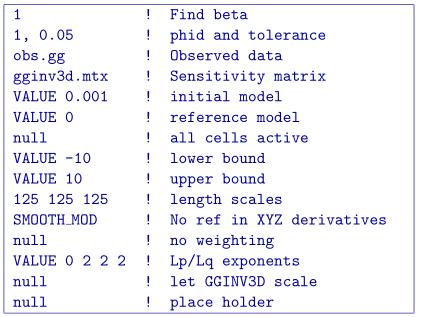 1 ! Find beta
1, 0.05 ! phid and tolerance
obs.gg ! Observed data
gginv3d.mtx ! Sensitivity matrix
VALUE 0.001 ! initial model
VALUE 0 ! reference model
null ! all cells active
VALUE -10 ! lower bound
VALUE 10 ! upper bound
125 125 125 ! length scales
SMOOTH_MOD ! No ref in XYZ derivatives
null ! no weighting
VALUE 0 2 2 2 ! Lp/Lq exponents
null ! let GGINV3D scale
null ! place holder